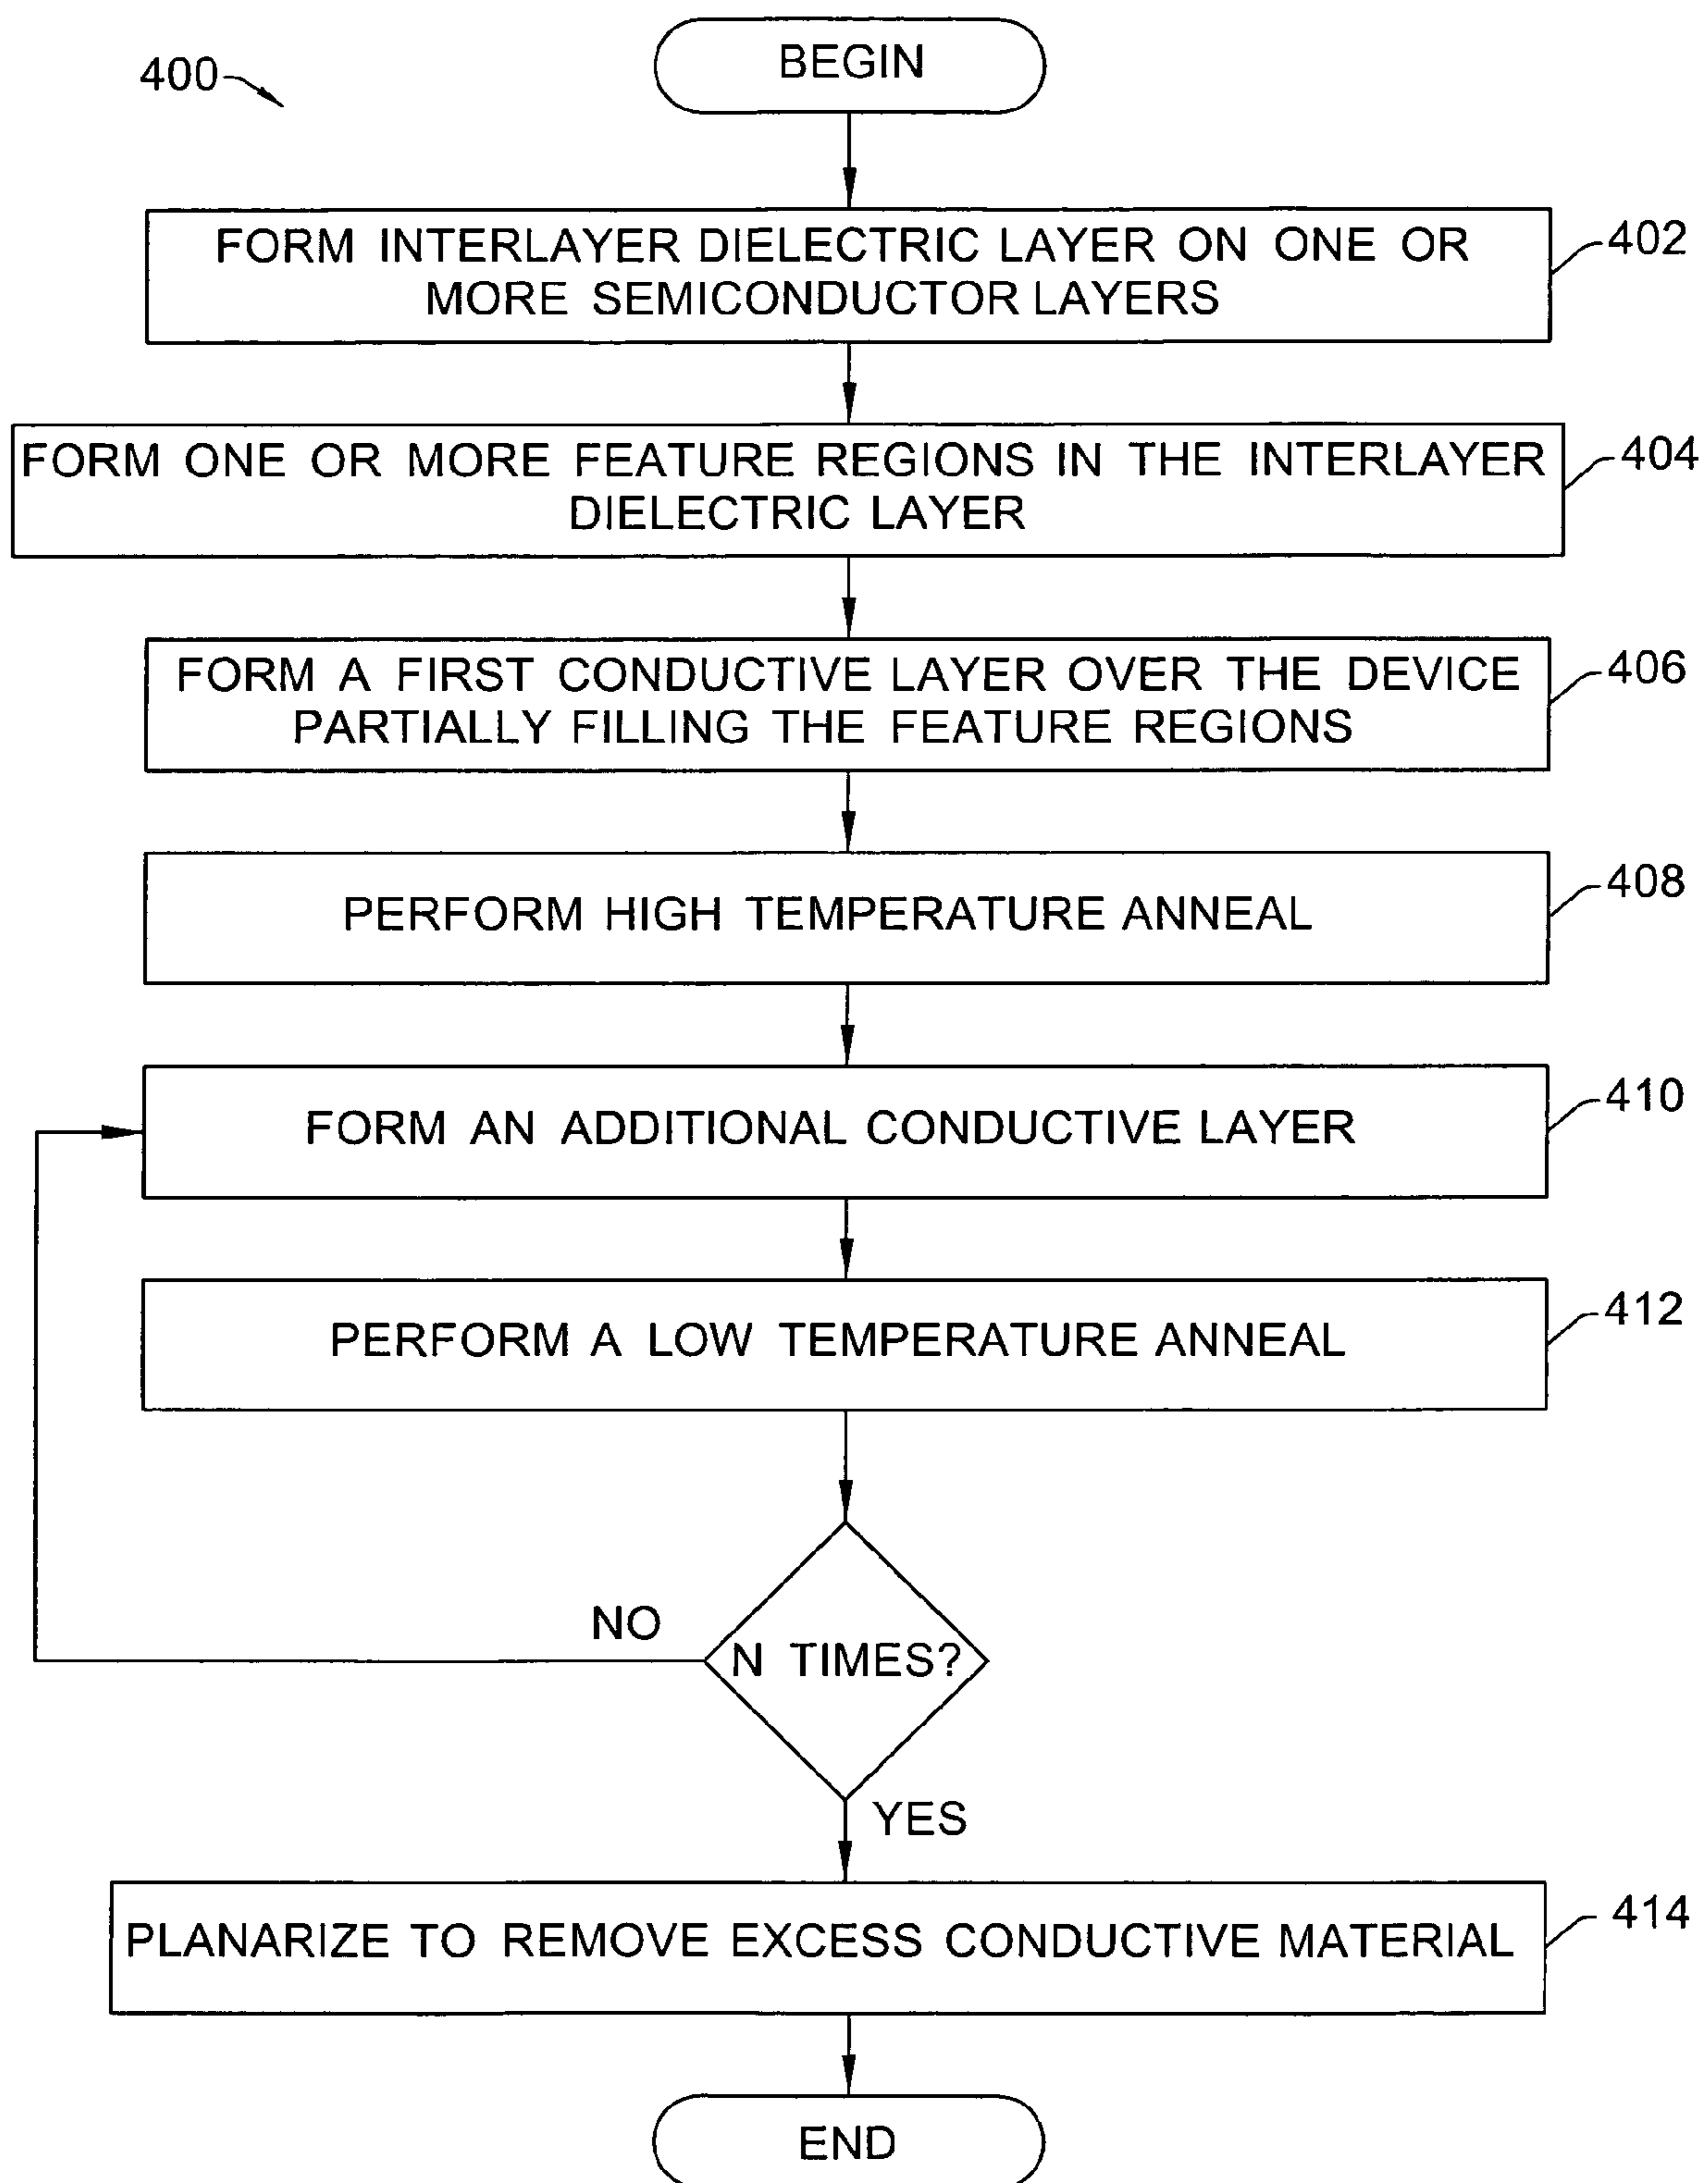 BEGIN
400
FORM INTERLAYER DIELECTRIC LAYER ON ONE OR
MORE SEMICONDUCTOR LAYERS
402
FORM ONE OR MORE FEATURE REGIONS IN THE INTERLAYER
DIELECTRIC LAYER
404
FORM A FIRST CONDUCTIVE LAYER OVER THE DEVICE
PARTIALLY FILLING THE FEATURE REGIONS
406
PERFORM HIGH TEMPERATURE ANNEAL
408
FORM AN ADDITIONAL CONDUCTIVE LAYER
410
PERFORM A LOW TEMPERATURE ANNEAL
412
NO
N TIMES?
YES
PLANARIZE TO REMOVE EXCESS CONDUCTIVE MATERIAL
414
END